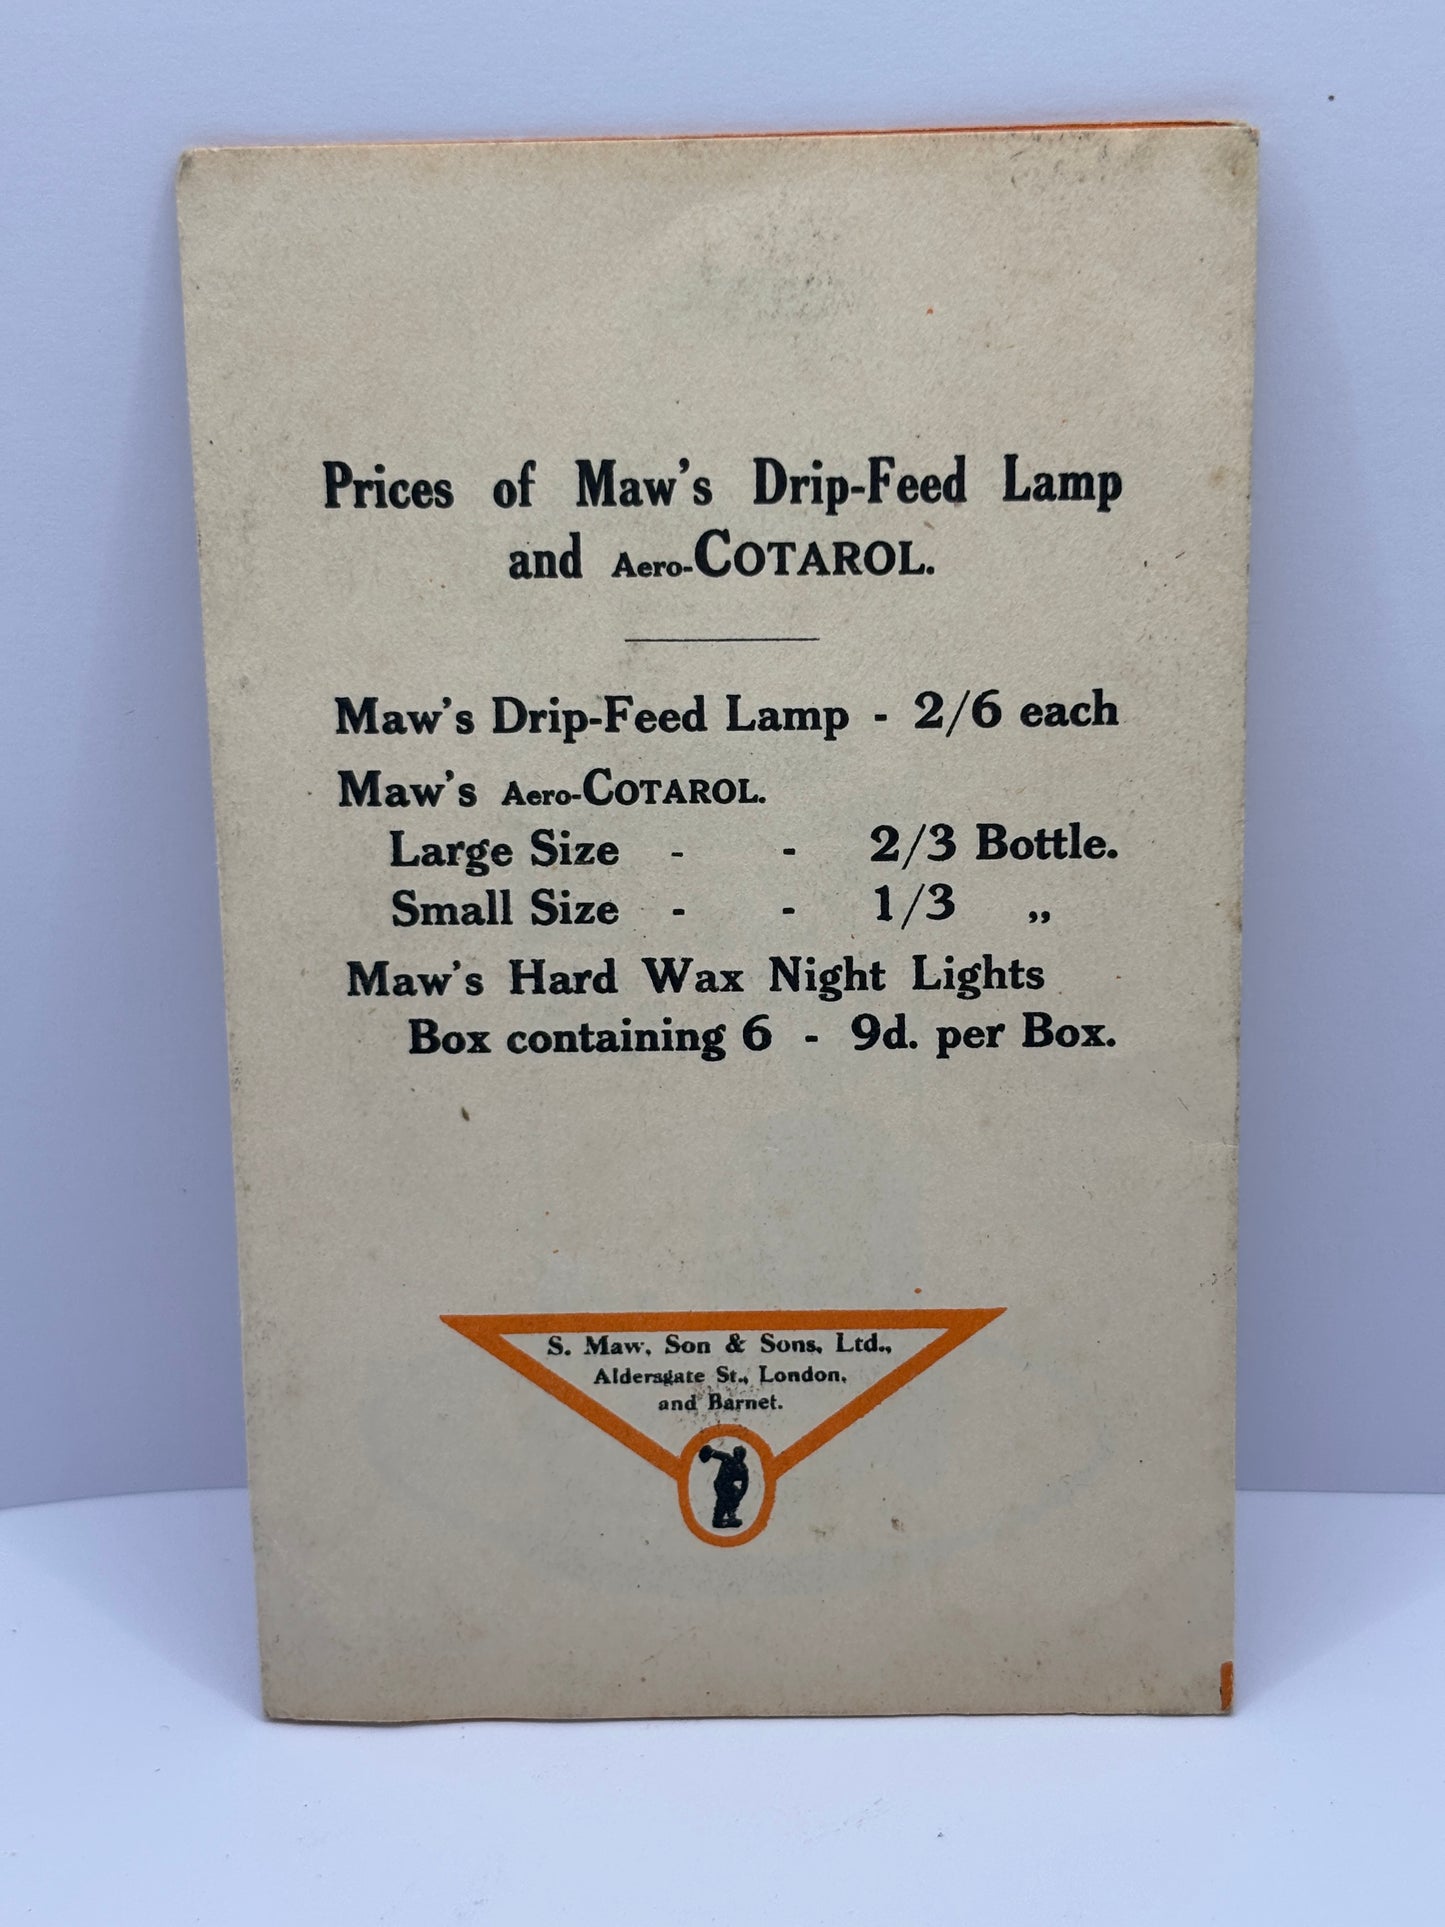 Prices of Maw's Drip-Feed Lamp
and Aero-COTAROL.
Maw's Drip-Feed Lamp - 2/6 each
Maw's Aero-COTAROL.
Large Size - - 2/3 Bottle.
Small Size - - 1/3 „
Maw's Hard Wax Night Lights
Box containing 6 - 9d. per Box.
S. Maw, Son & Sons, Ltd.,
Aldersgate St., London,
and Barnet.